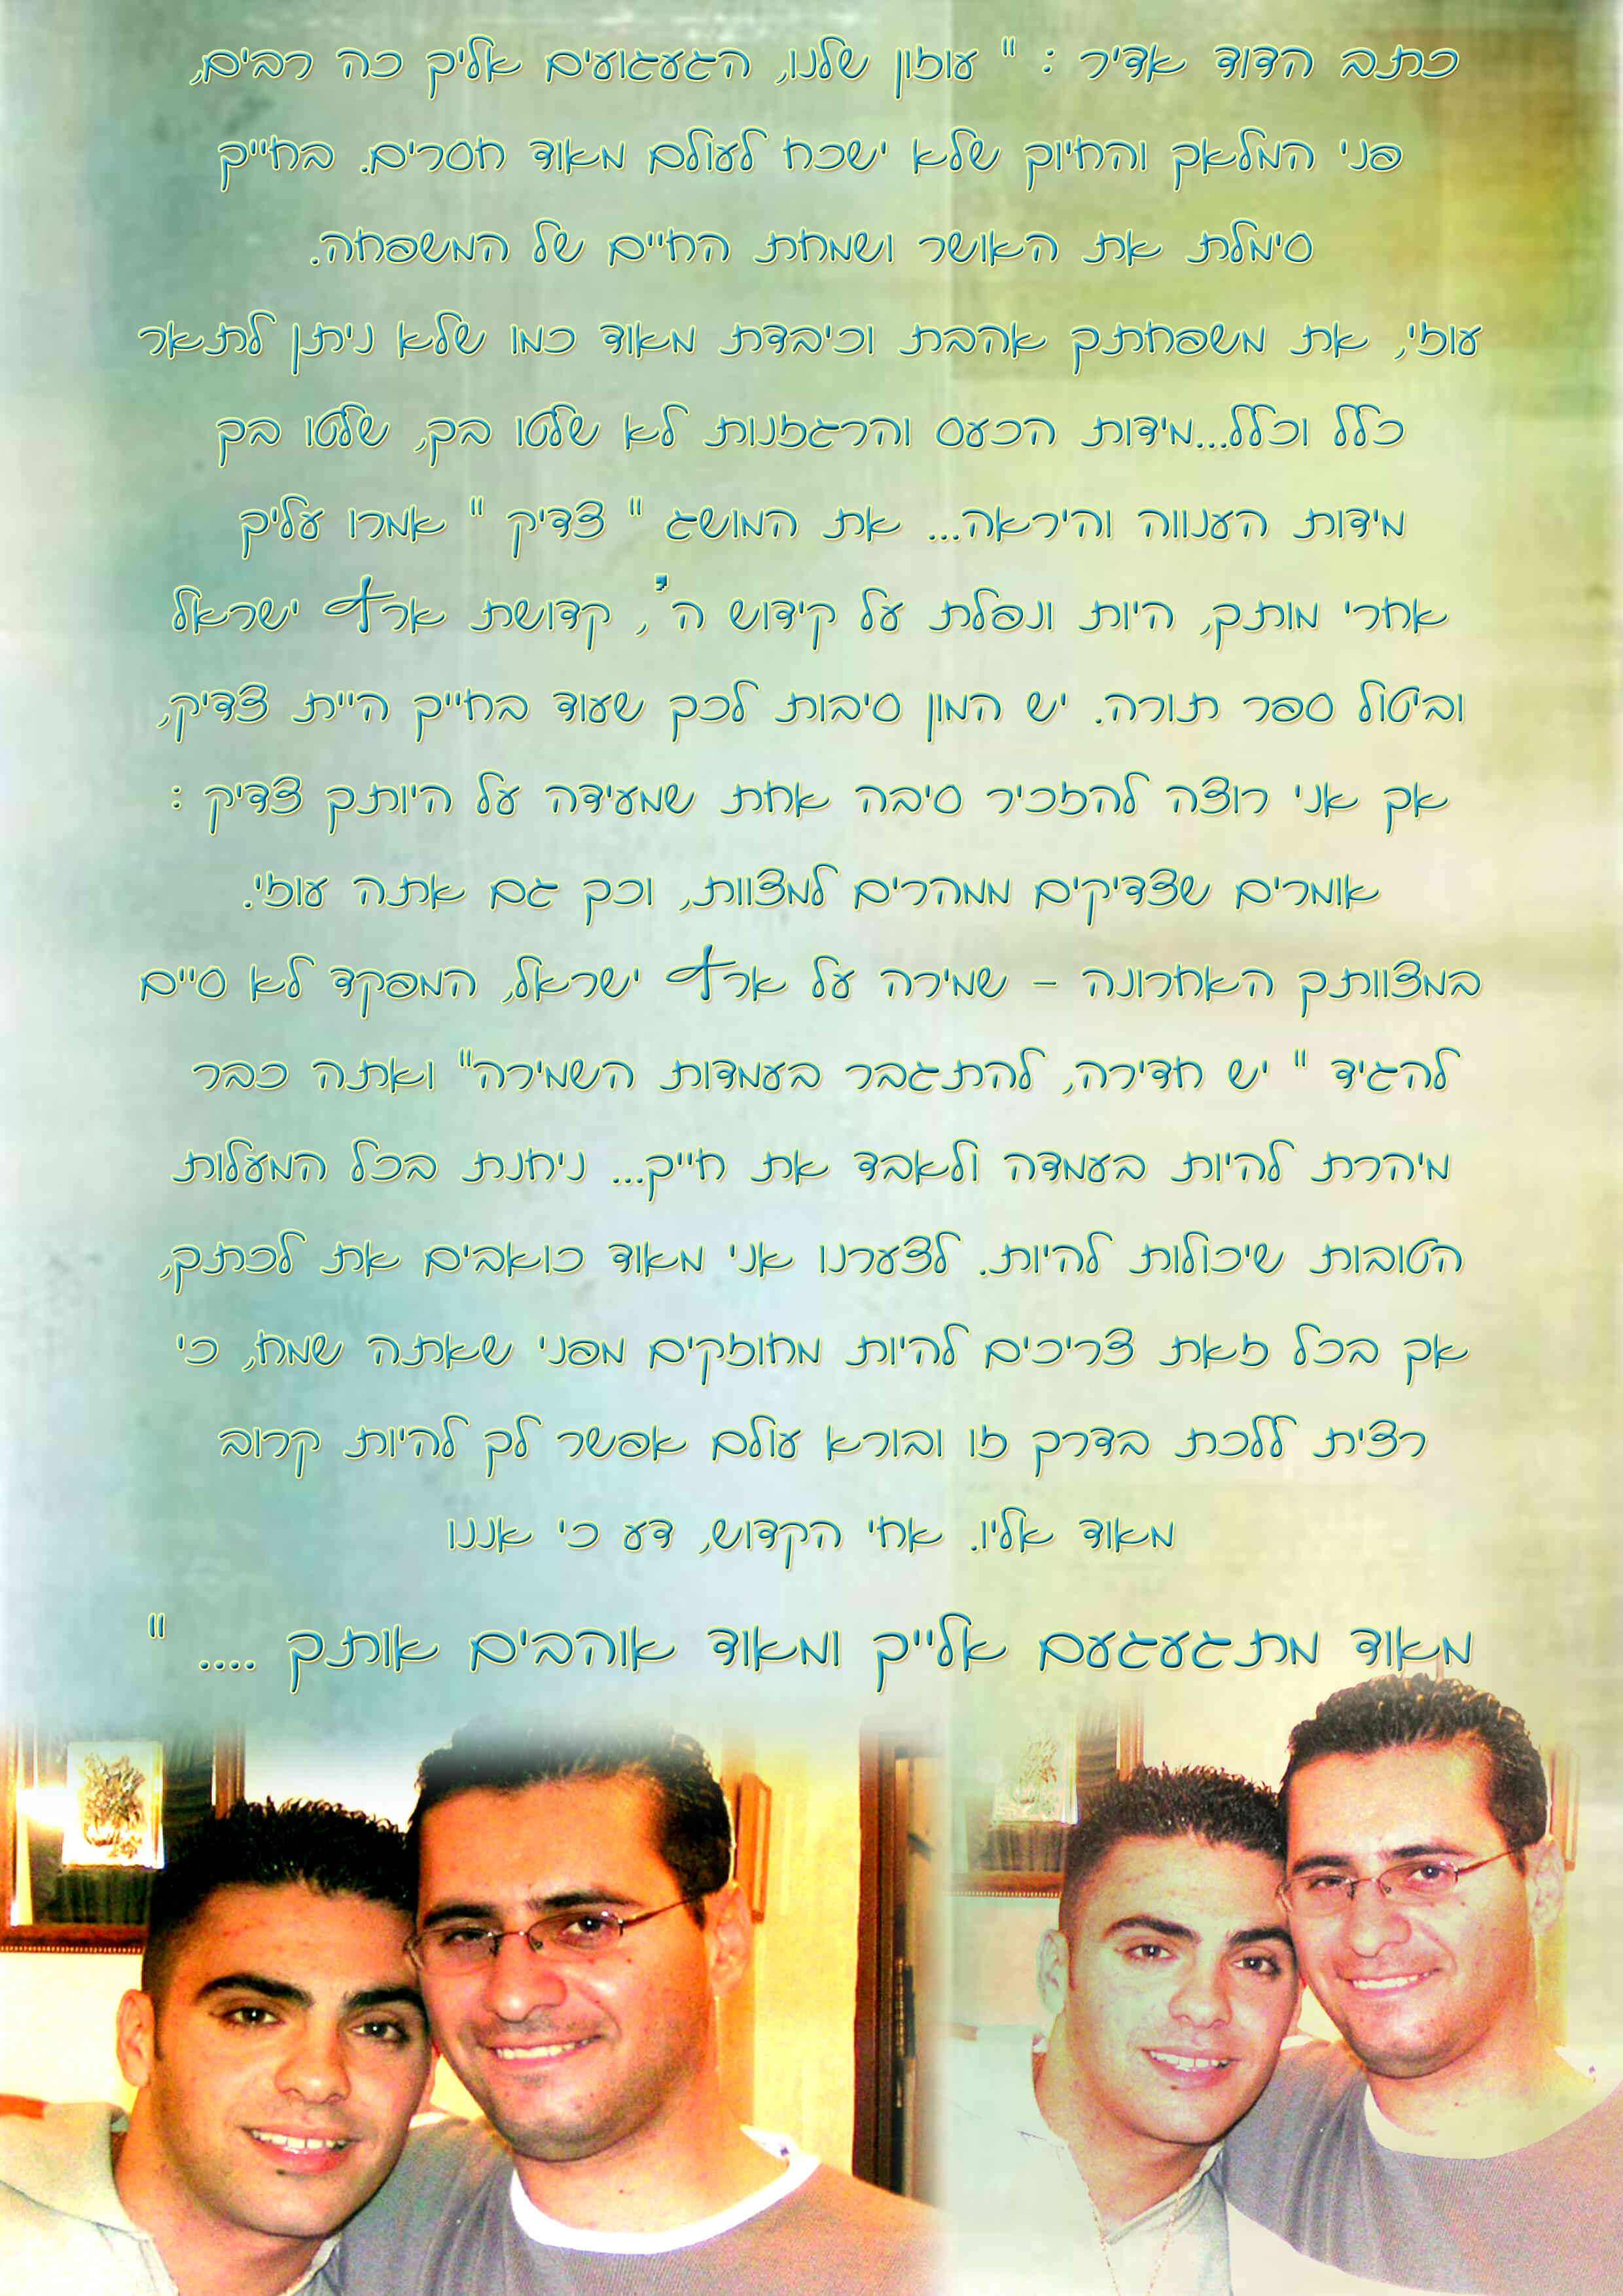 כתב הדוד אדיר : " עוזון שלנו, הגעגועים אליך כה רבים,
פני המלאך והחיוך שלא ישכח לעולם מאוד חסרים. בחייך
סימלת את האושר ושמחת החיים של המשפחה.
עוזי, את משפחתך אהבת וכיבדת מאוד כמו שלא ניתן לתאר
כלל וכלל...מידות הכעס והרגזנות לא שלטו בך, שלטו בך
מידות הענווה והיראה... את המושג " צדיק " אמרו עליך
אחרי מותך, היות ונפלת על קידוש ה', קדושת ארץ ישראל
וביטול ספר תורה. יש המון סיבות לכך שעוד בחייך היית צדיק,
אך אני רוצה להזכיר סיבה אחת שמעידה על היותך צדיק :
אומרים שצדיקים ממהרים למצוות, וכך גם אתה עוזי.
במצוותך האחרונה - שמירה על ארץ ישראל, המפקד לא סיים
להגיד " יש חדירה, להתגבר בעמדות השמירה" ואתה כבר
מיהרת להיות בעמדה ולאבד את חייך... ניחנת בכל המעלות
הטובות שיכולות להיות. לצערנו אני מאוד כואבים את לכתך,
אך בכל זאת צריכים להיות מחוזקים מפני שאתה שמח, כי
רצית ללכת בדרך זו ובורא עולם אפשר לך להיות קרוב
מאוד אליו. אחי הקדוש, דע כי אננו
מאוד מתגעגעם אלייך ומאוד אוהבים אותך .... "